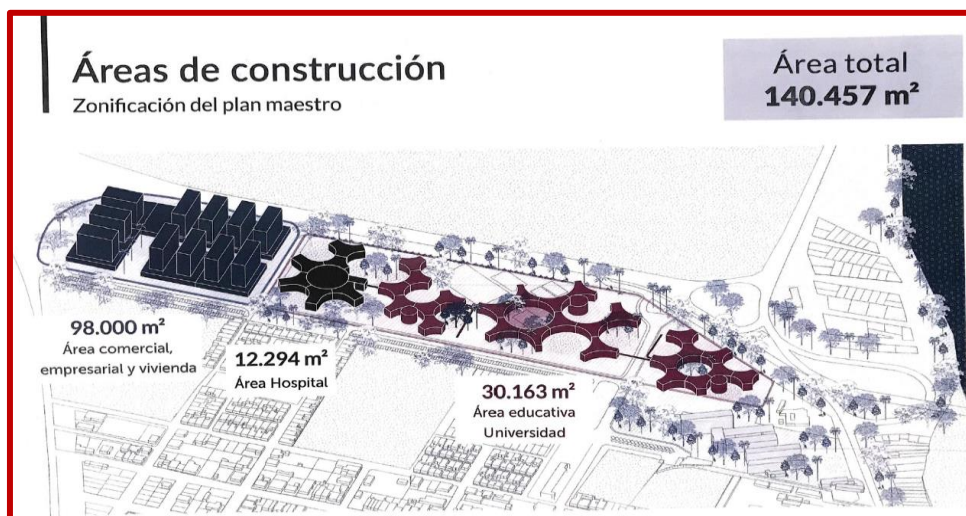 Áreas de construcción
Zonificación del plan maestro
Área total
140.457 m²
98.000 m²
Área comercial,
empresarial y vivienda
12.294 m²
Área Hospital
30.163 m²
Área educativa
Universidad